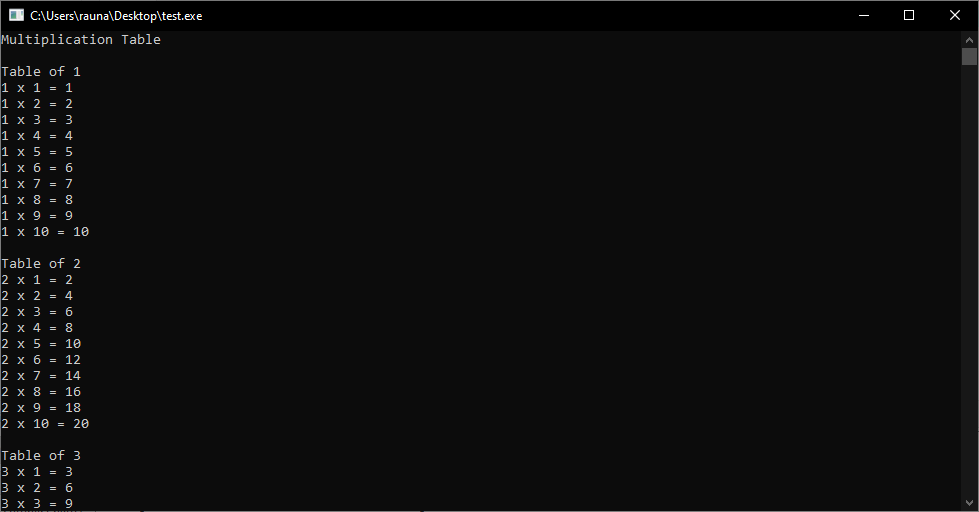 C:\Users\rauna\Desktop\test.exe
Multiplication Table
Table of 1
1 x 1 = 1
1 x 2 = 2
1 x 3 = 3
1 x 4 = 4
1 x 5 = 5
1 x 6 = 6
1 x 7 = 7
1 x 8 = 8
1 x 9 = 9
1 x 10 = 10
Table of 2
2 x 1 = 2
2 x 2 = 4
2 x 3 = 6
2 x 4 = 8
2 x 5 = 10
2 x 6 = 12
2 x 7 = 14
2 x 8 = 16
2 x 9 = 18
2 x 10 = 20
Table of 3
3 x 1 = 3
3 x 2 = 6
3 x 3 = 9